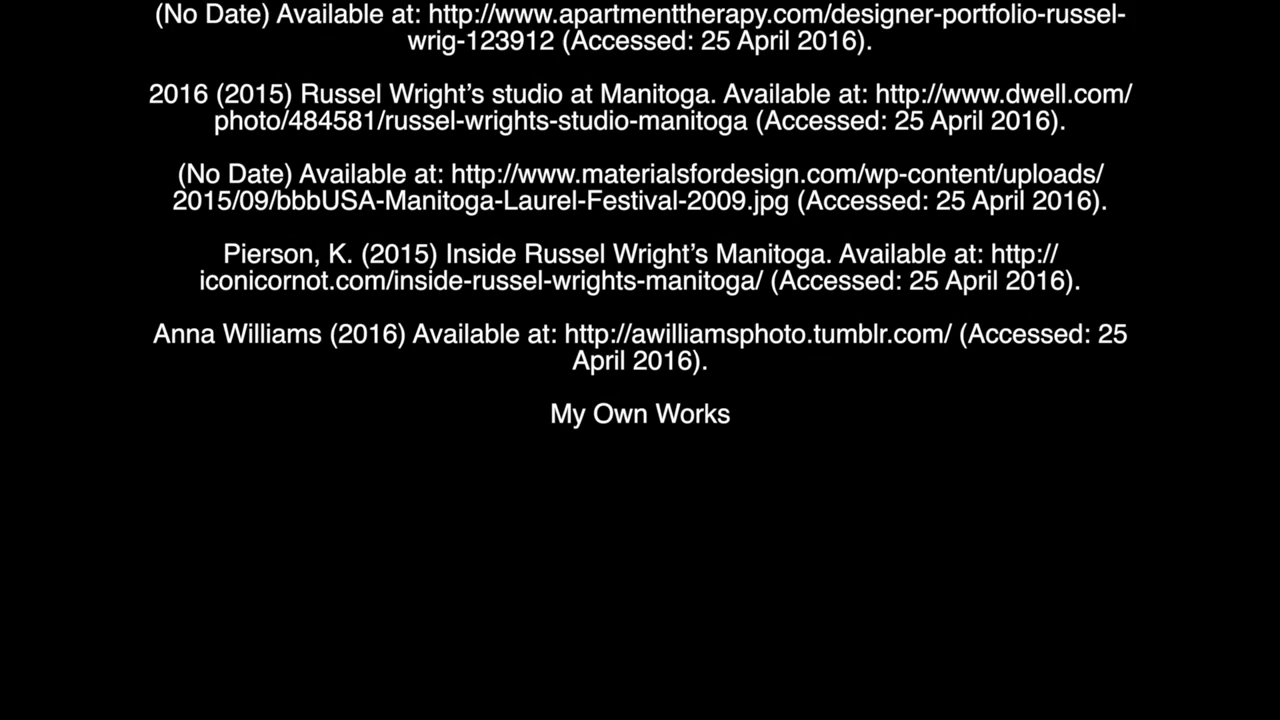 (No Date) Available at: http://www.apartmenttherapy.com/designer-portfolio-russel-
wrig-123912 (Accessed: 25 April 2016).
2016 (2015) Russel Wright’s studio at Manitoga. Available at: http://www.dwell.com/
photo/484581/russel-wrights-studio-manitoga (Accessed: 25 April 2016).
(No Date) Available at: http://www.materialsfordesign.com/wp-content/uploads/
2015/09/bbbUSA-Manitoga-Laurel-Festival-2009.jpg (Accessed: 25 April 2016).
Pierson, K. (2015) Inside Russel Wright’s Manitoga. Available at: http://
iconicornot.com/inside-russel-wrights-manitoga/ (Accessed: 25 April 2016).
Anna Williams (2016) Available at: http://awilliamsphoto.tumblr.com/ (Accessed: 25
April 2016).
My Own Works